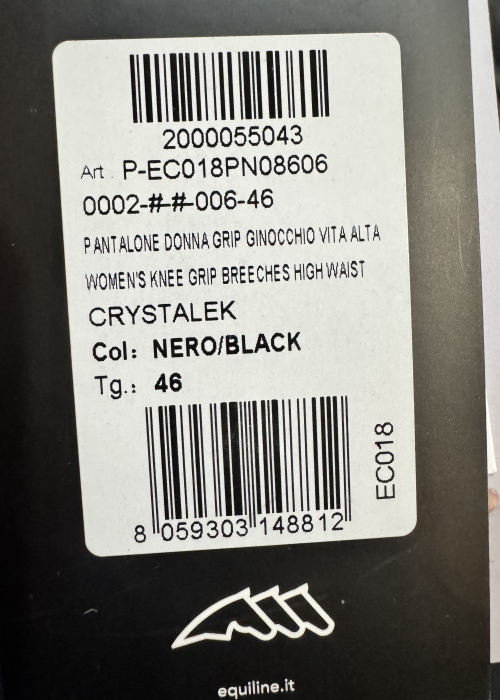 2000055043
Art. P-EC018PN08606
0002-##-006-46
PANTALONE DONNA GRIP GINOCCHIO VITA ALTA
WOMEN'S KNEE GRIP BREECHES HIGH WAIST
CRYSTALEK
Col: NERO/BLACK
Tg.: 46
EC018
8 059303 148812
equiline.it